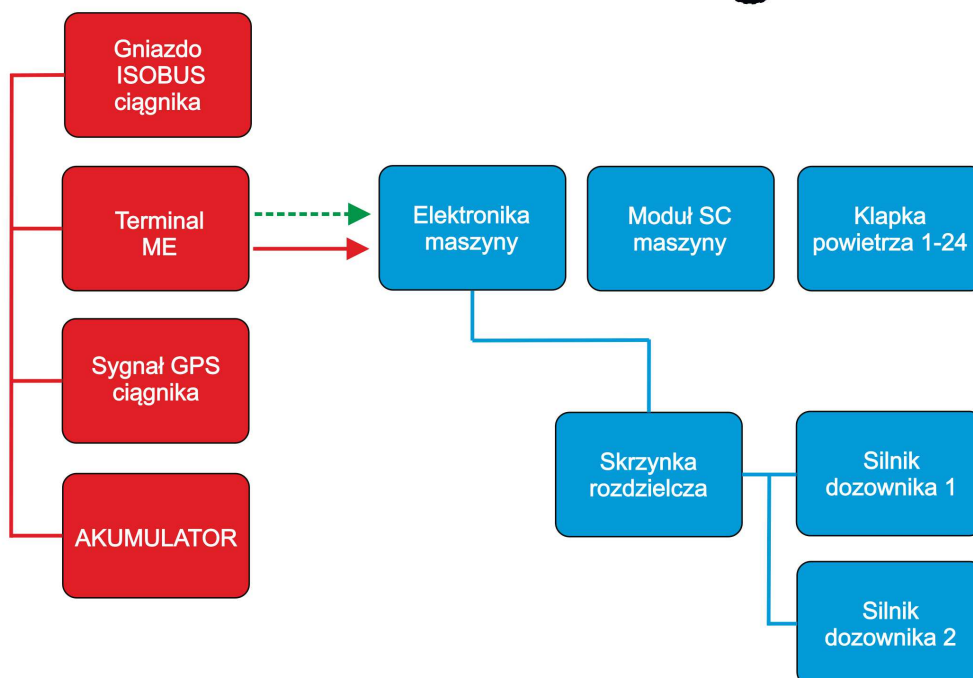 Gniazdo
ISOBUS
ciągnika
Terminal
ME
Elektronika
maszyny
Moduł SC
maszyny
Klapka
powietrza 1-24
Sygnał GPS
ciągnika
Skrzynka
rozdzielcza
Silnik
dozownika 1
AKUMULATOR
Silnik
dozownika 2